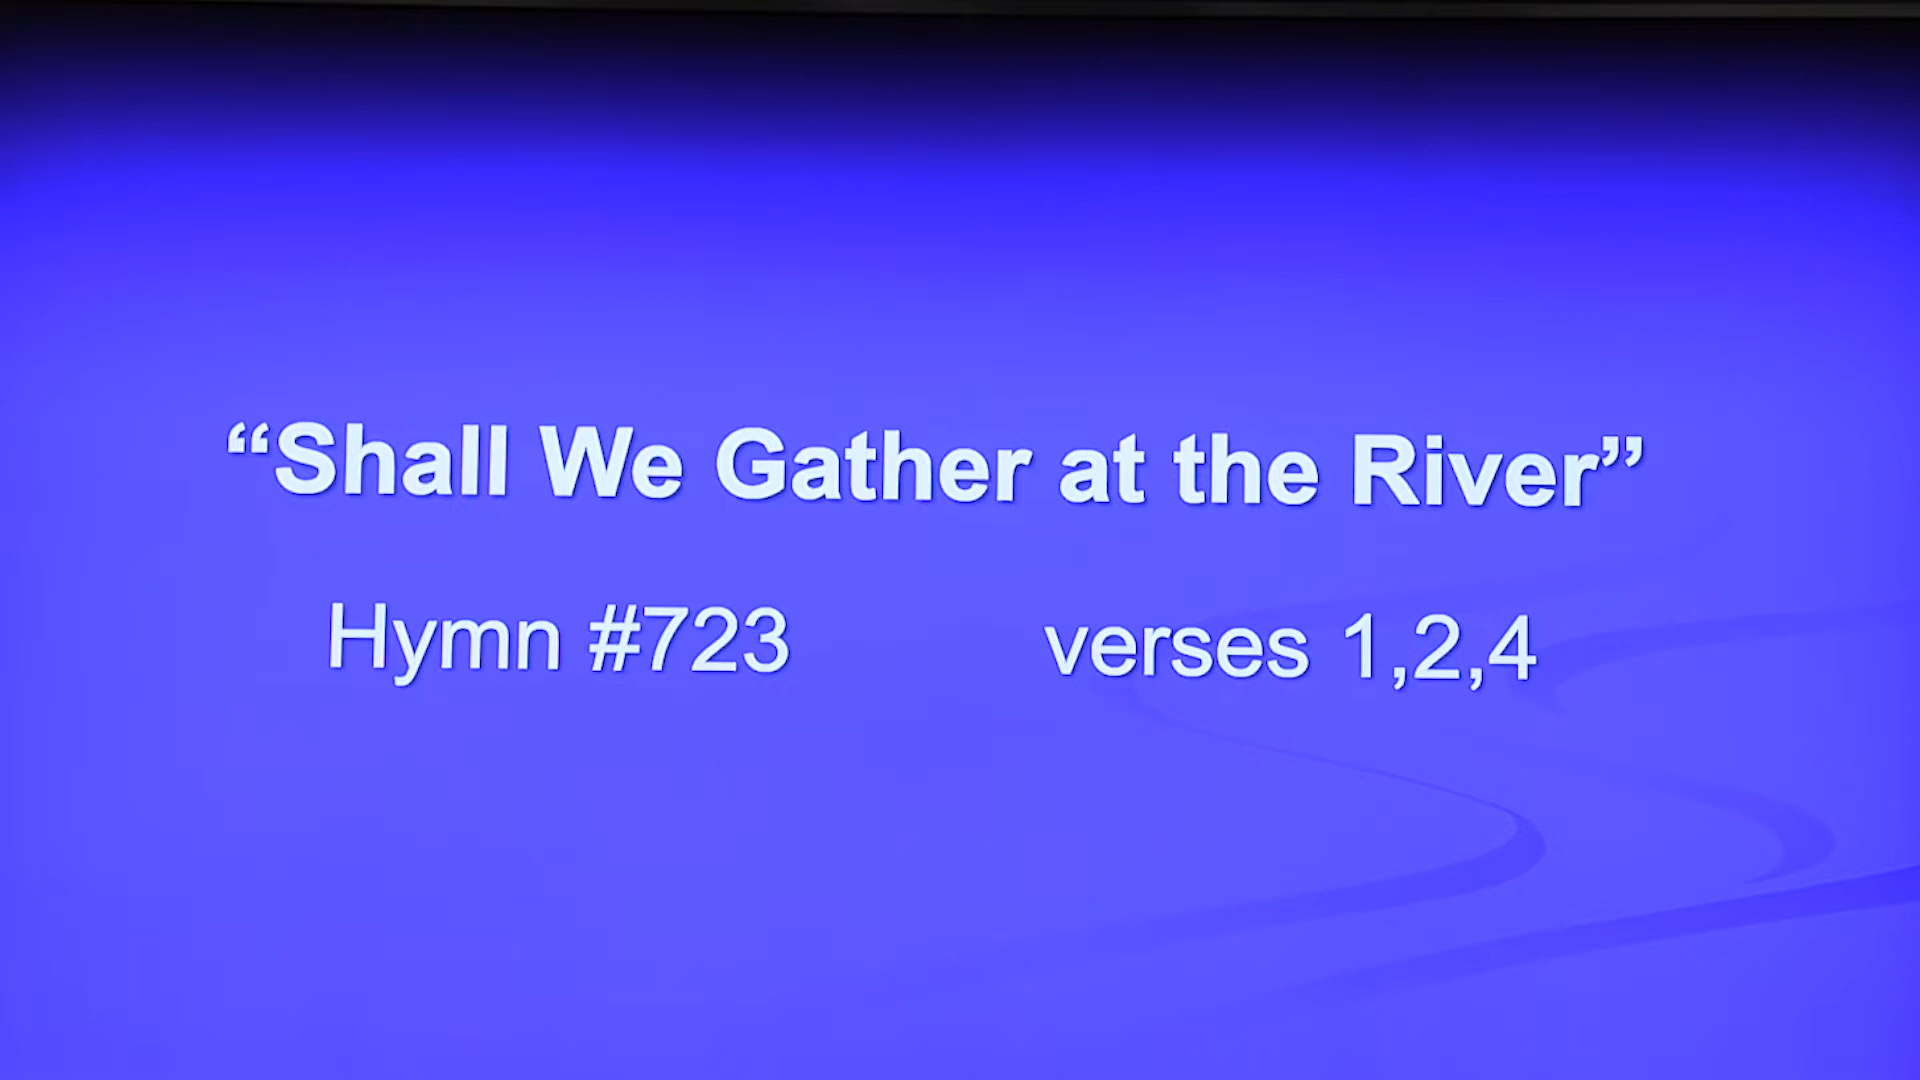 “Shall We Gather at the River”
Hymn #723 verses 1,2,4